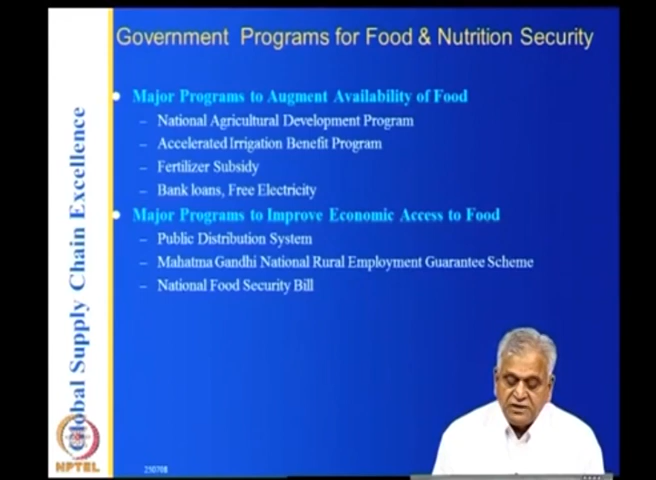 Government Programs for Food & Nutrition Security
Major Programs to Augment Availability of Food
– National Agricultural Development Program
– Accelerated Irrigation Benefit Program
– Fertilizer Subsidy
– Bank loans, Free Electricity
Major Programs to Improve Economic Access to Food
– Public Distribution System
– Mahatma Gandhi National Rural Employment Guarantee Scheme
– National Food Security Bill
Global Supply Chain Excellence
NPTEL
250708